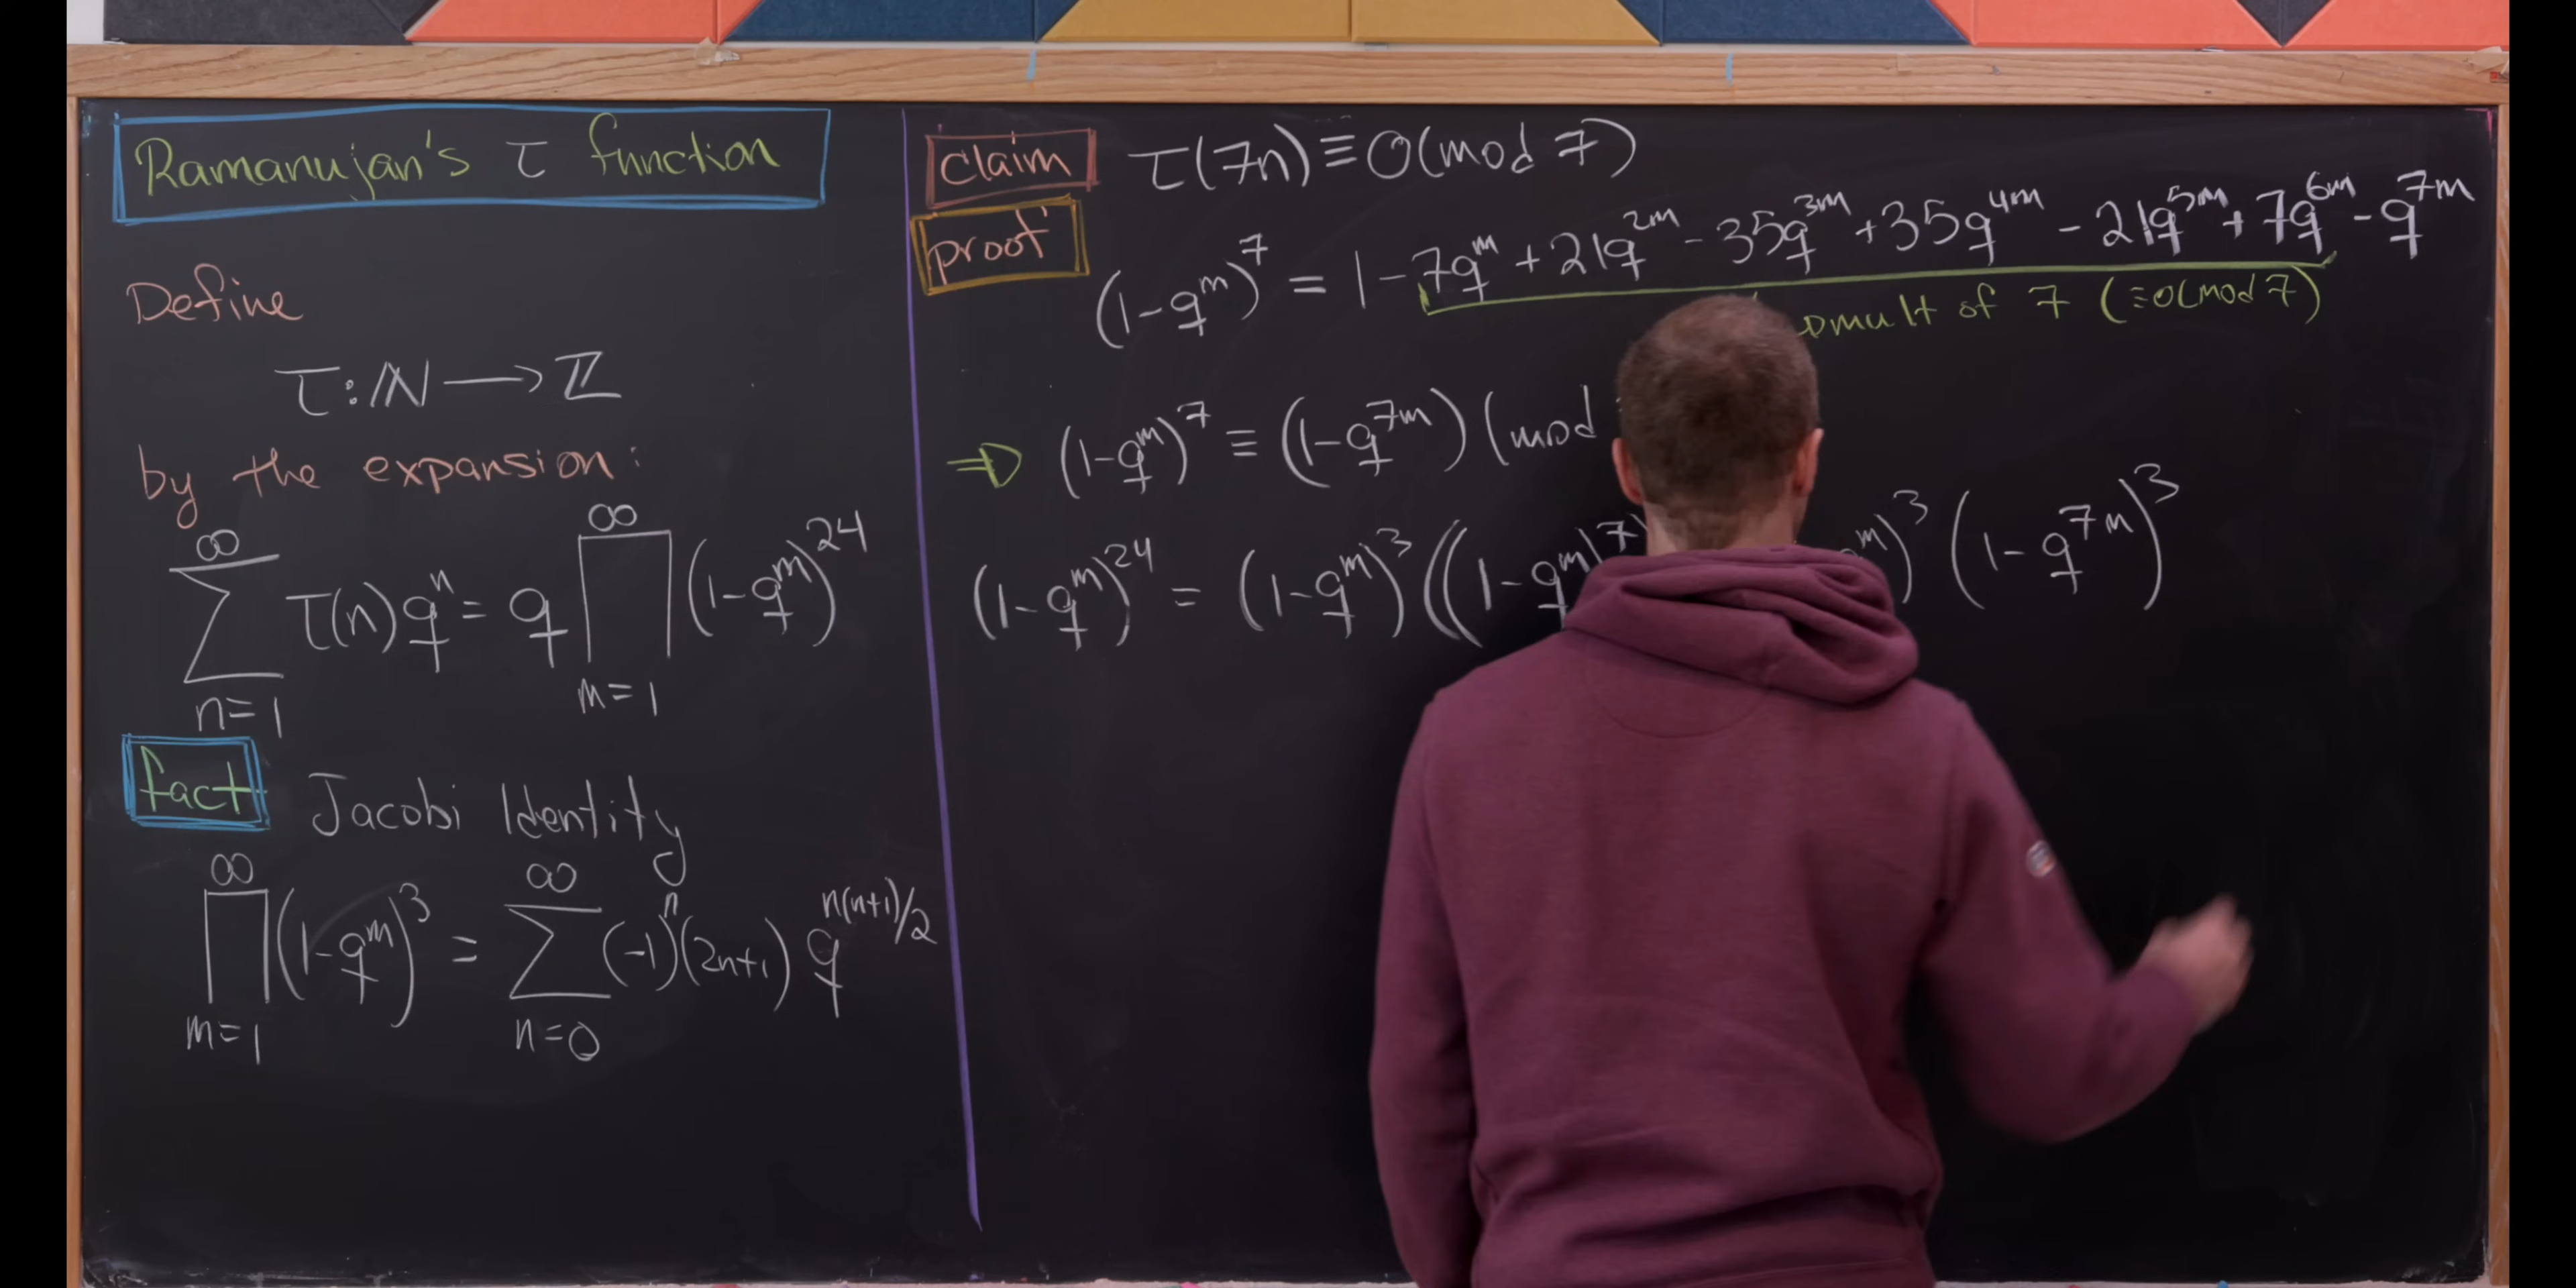 Ramanujan's τ function
Define
τ: ℕ → ℤ
by the expansion:
∑_{n=1}^{∞} τ(n)q^n = q ∏_{m=1}^{∞} (1-q^m)^24
fact Jacobi Identity
∏_{m=1}^{∞} (1-q^m)^3 = ∑_{n=0}^{∞} (-1)^n (2n+1) q^{n(n+1)/2}
claim τ(7n) ≡ 0(mod 7)
proof
(1-q^m)^7 = 1 - 7q^m + 21q^{2m} - 35q^{3m} + 35q^{4m} - 21q^{5m} + 7q^{6m} - q^{7m}
mult of 7 (≡0(mod 7)
⇒ (1-q^m)^7 ≡ (1-q^{7m}) (mod
(1-q^m)^24 = (1-q^m)^3 ((1-q^m)^7 m)^3 (1-q^{7m})^3